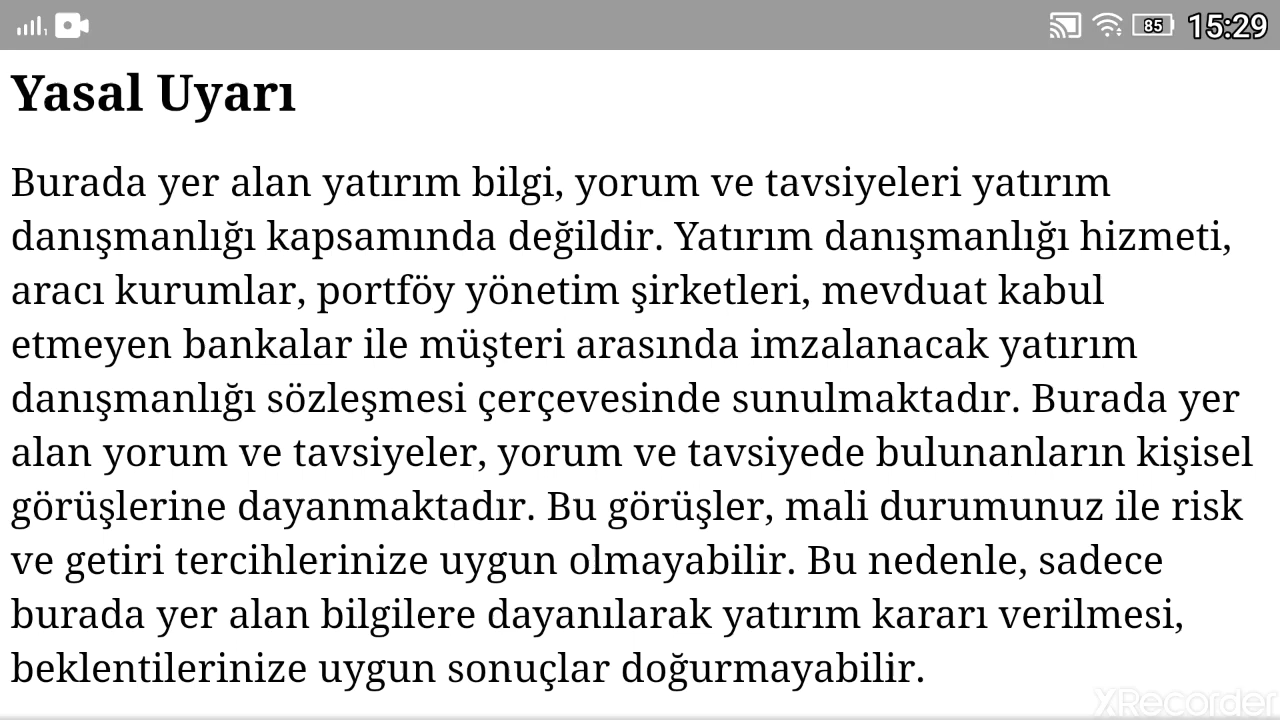 85 15:29
Yasal Uyarı
Burada yer alan yatırım bilgi, yorum ve tavsiyeleri yatırım
danışmanlığı kapsamında değildir. Yatırım danışmanlığı hizmeti,
aracı kurumlar, portföy yönetim şirketleri, mevduat kabul
etmeyen bankalar ile müşteri arasında imzalanacak yatırım
danışmanlığı sözleşmesi çerçevesinde sunulmaktadır. Burada yer
alan yorum ve tavsiyeler, yorum ve tavsiyede bulunanların kişisel
görüşlerine dayanmaktadır. Bu görüşler, mali durumunuz ile risk
ve getiri tercihlerinize uygun olmayabilir. Bu nedenle, sadece
burada yer alan bilgilere dayanılarak yatırım kararı verilmesi,
beklentilerinize uygun sonuçlar doğurmayabilir.
XRecorder